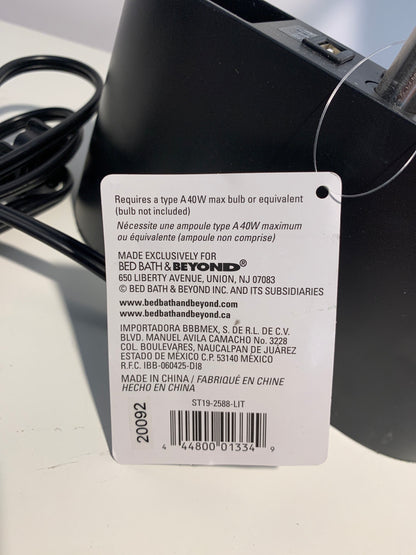 Requires a type A 40W max bulb or equivalent
(bulb not included)
Nécessite une ampoule type A 40W maximum
ou équivalente (ampoule non comprise)
MADE EXCLUSIVELY FOR
BED BATH & BEYOND®
650 LIBERTY AVENUE, UNION, NJ 07083
© BED BATH & BEYOND INC. AND ITS SUBSIDIARIES
www.bedbathandbeyond.com
www.bedbathandbeyond.ca
IMPORTADORA BBBMEX, S. DE R.L. DE C.V.
BLVD. MANUEL AVILA CAMACHO No. 3228
COL. BOULEVARES, NAUCALPAN DE JUÁREZ
ESTADO DE MÉXICO C.P. 53140 MÉXICO
R.F.C. IBB-060425-DI8
MADE IN CHINA / FABRIQUÉ EN CHINE
HECHO EN CHINA
20092
ST19-2588-LIT
4 44800 01334 9